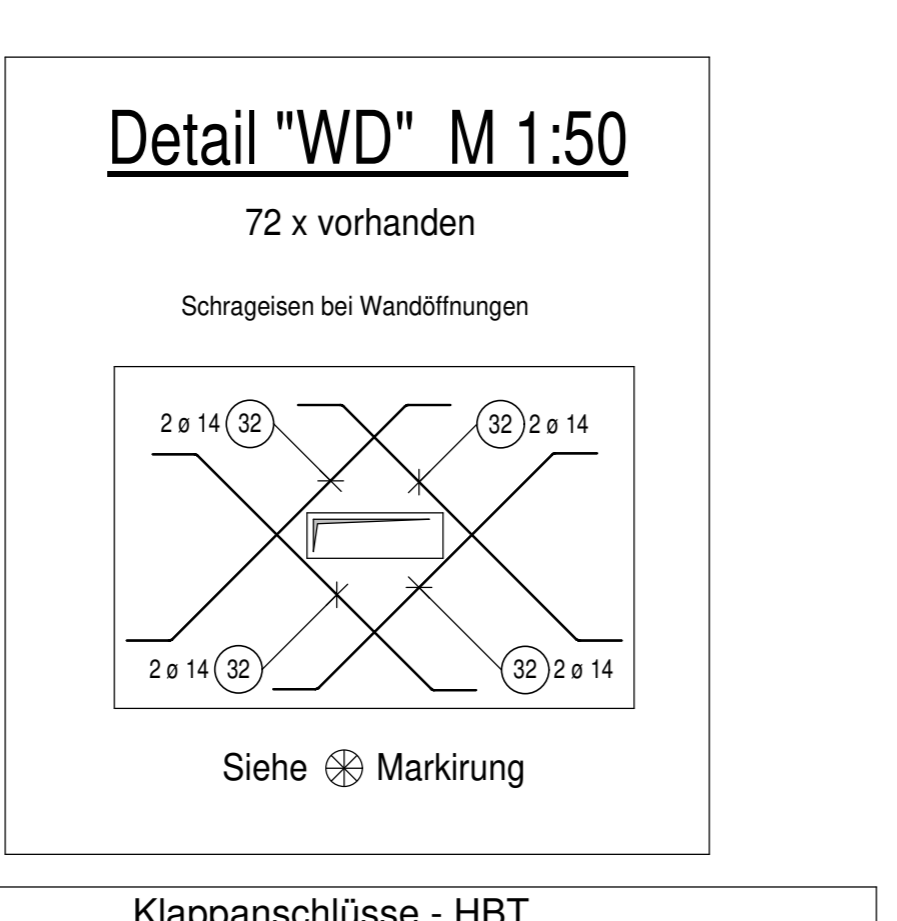 Detail "WD" M 1:50
72 x vorhanden
Schrageisen bei Wandöffnungen
2 ø 14 32
32 2 ø 14
2 ø 14 32
32 2 ø 14
Siehe Markirung
Klappanschlüsse - HBT